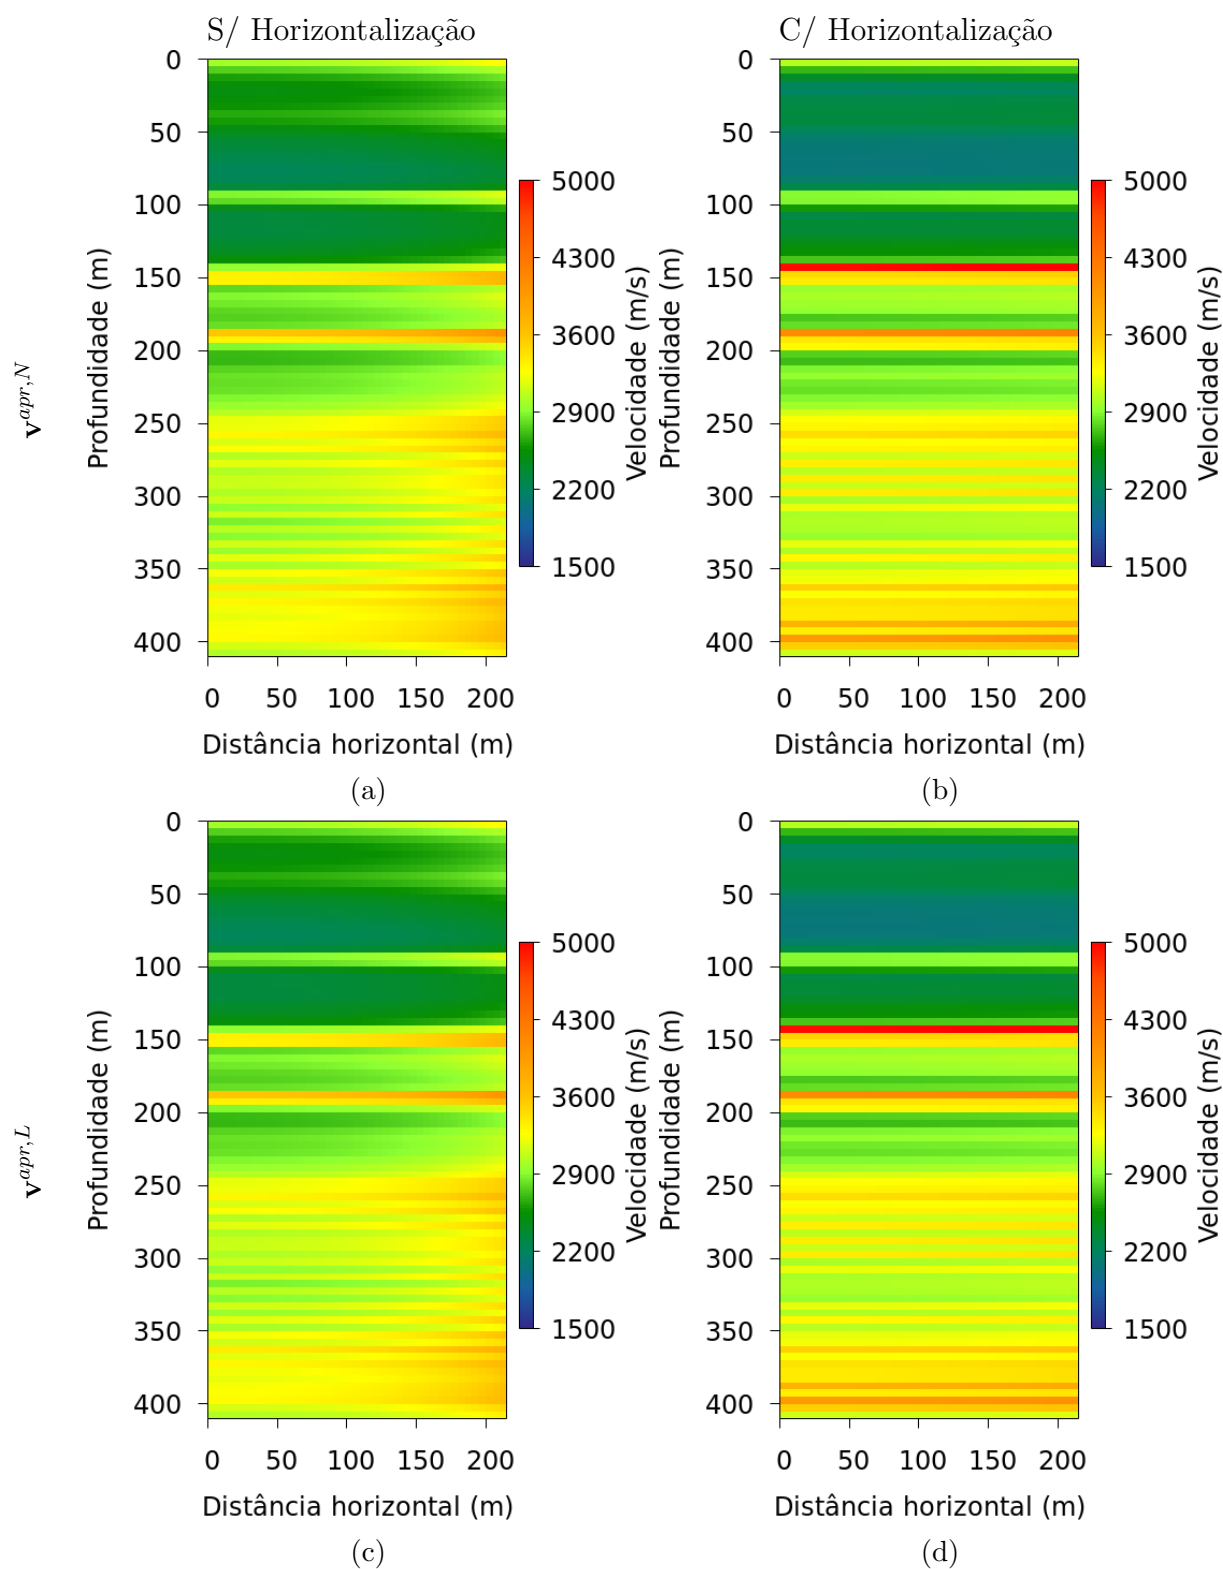 S/ Horizontalização
C/ Horizontalização
v^{apr,N}
Profundidade (m)
0
50
100
150
200
250
300
350
400
0 50 100 150 200
Distância horizontal (m)
5000
4300
3600
2900
2200
1500
Velocidade (m/s)
(a)
Profundidade (m)
0
50
100
150
200
250
300
350
400
0 50 100 150 200
Distância horizontal (m)
5000
4300
3600
2900
2200
1500
Velocidade (m/s)
(b)
v^{apr,L}
Profundidade (m)
0
50
100
150
200
250
300
350
400
0 50 100 150 200
Distância horizontal (m)
5000
4300
3600
2900
2200
1500
Velocidade (m/s)
(c)
Profundidade (m)
0
50
100
150
200
250
300
350
400
0 50 100 150 200
Distância horizontal (m)
5000
4300
3600
2900
2200
1500
Velocidade (m/s)
(d)